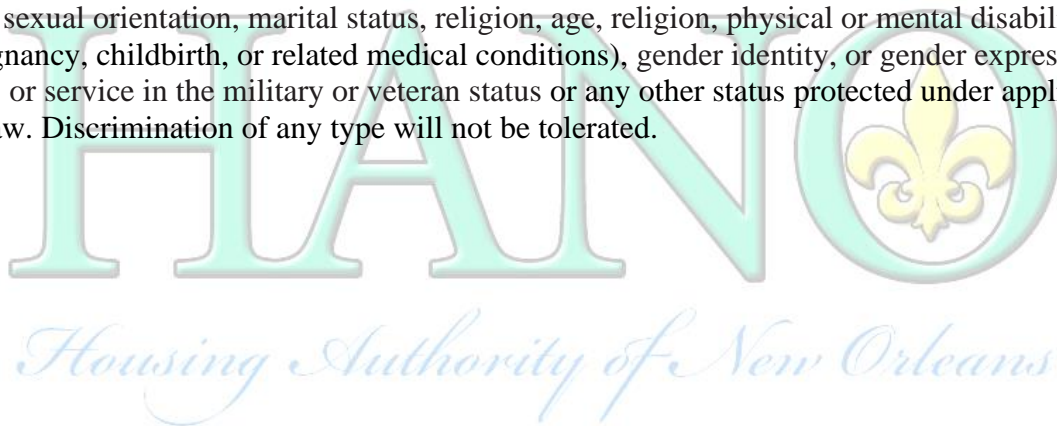 sexual orientation, marital status, religion, age, religion, physical or mental disabil
gnancy, childbirth, or related medical conditions), gender identity, or gender expres
or service in the military or veteran status or any other status protected under appli
aw. Discrimination of any type will not be tolerated.
HANO
Housing Authority of New Orleans